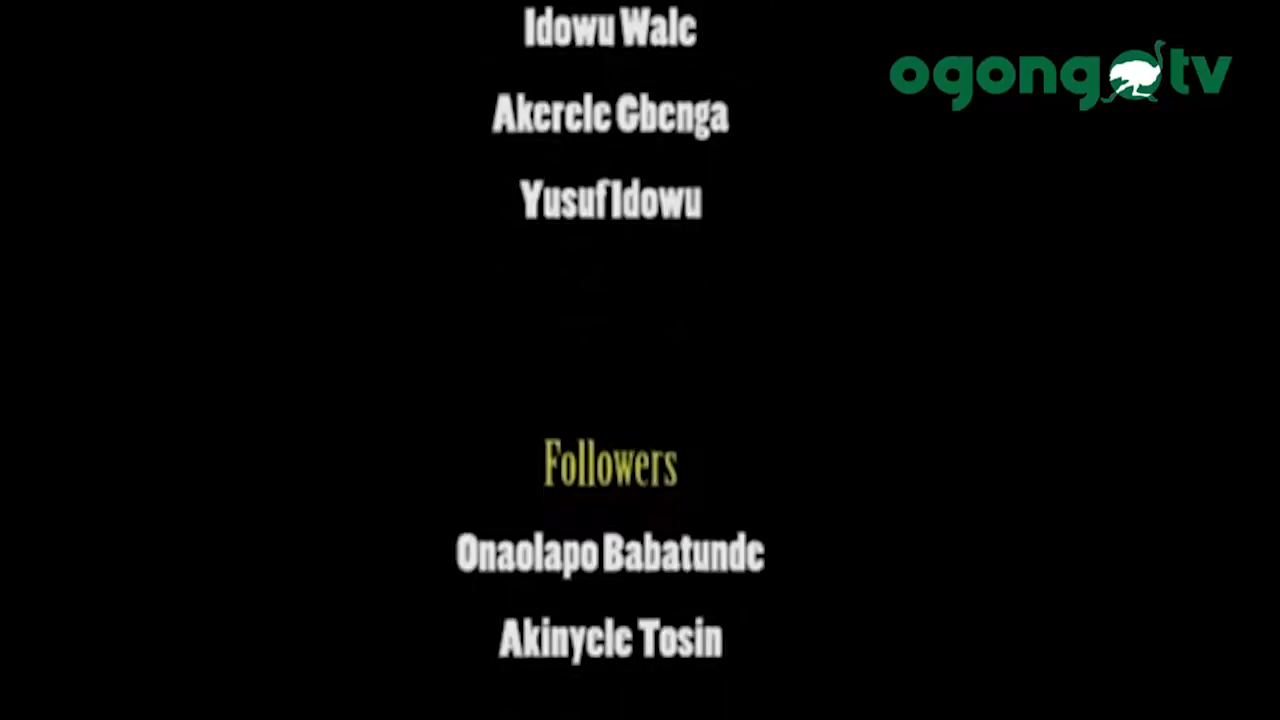 Idowu Wale
ogongotv
Akerele Gbenga
Yusuf Idowu
Followers
Onaolapo Babatunde
Akinyele Tosin